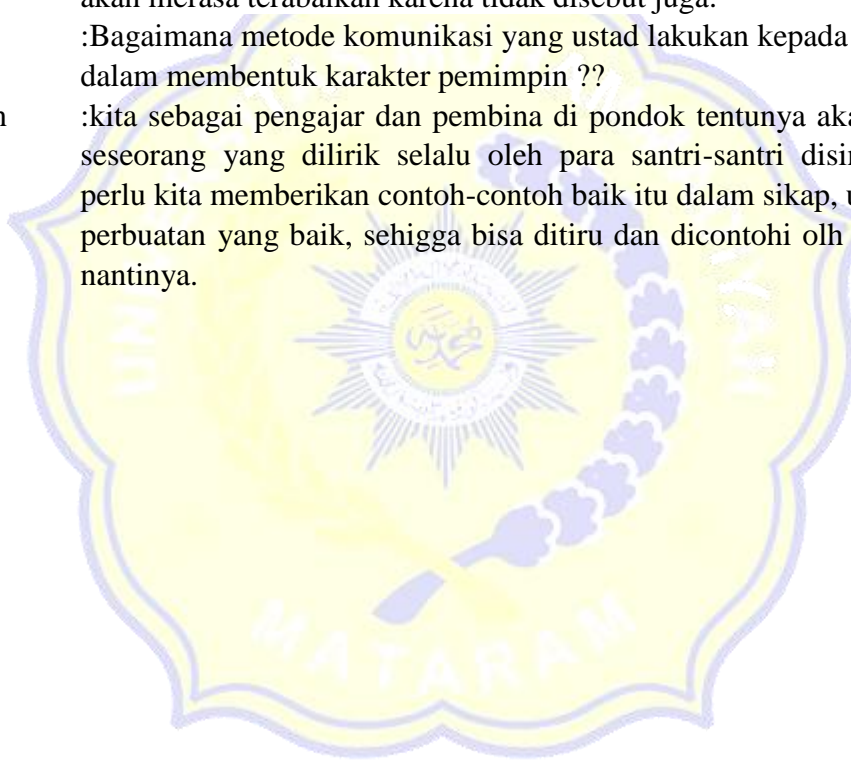 akan merasa terabaikan karena tidak disebut juga.
:Bagaimana metode komunikasi yang ustad lakukan kepada
dalam membentuk karakter pemimpin ??
:kita sebagai pengajar dan pembina di pondok tentunya
seseorang yang dilirik selalu oleh para santri-santri
perlu kita memberikan contoh-contoh baik itu dalam sikap,
perbuatan yang baik, sehigga bisa ditiru dan dicontohi olh
nantinya.
MATARAM